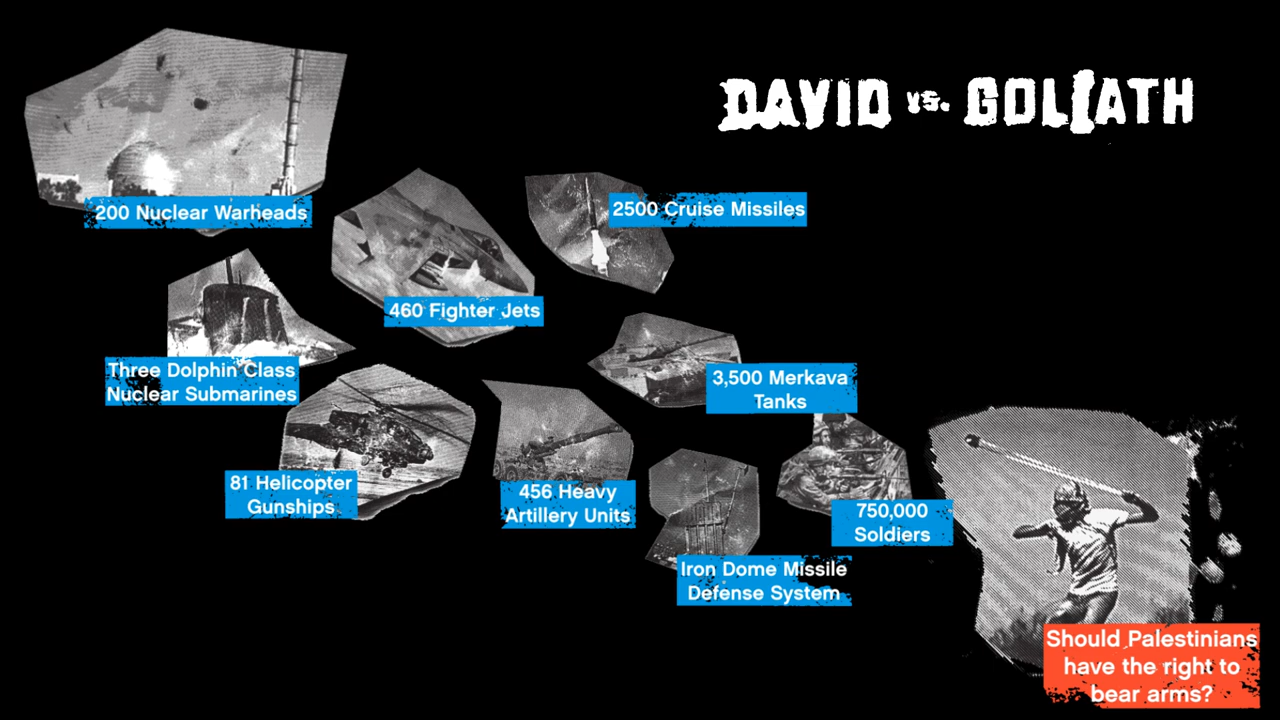 DAVID vs. GOLIATH
200 Nuclear Warheads
2500 Cruise Missiles
460 Fighter Jets
Three Dolphin Class
Nuclear Submarines
3,500 Merkava
Tanks
81 Helicopter
Gunships
456 Heavy
Artillery Units
750,000
Soldiers
Iron Dome Missile
Defense System
Should Palestinians
have the right to
bear arms?